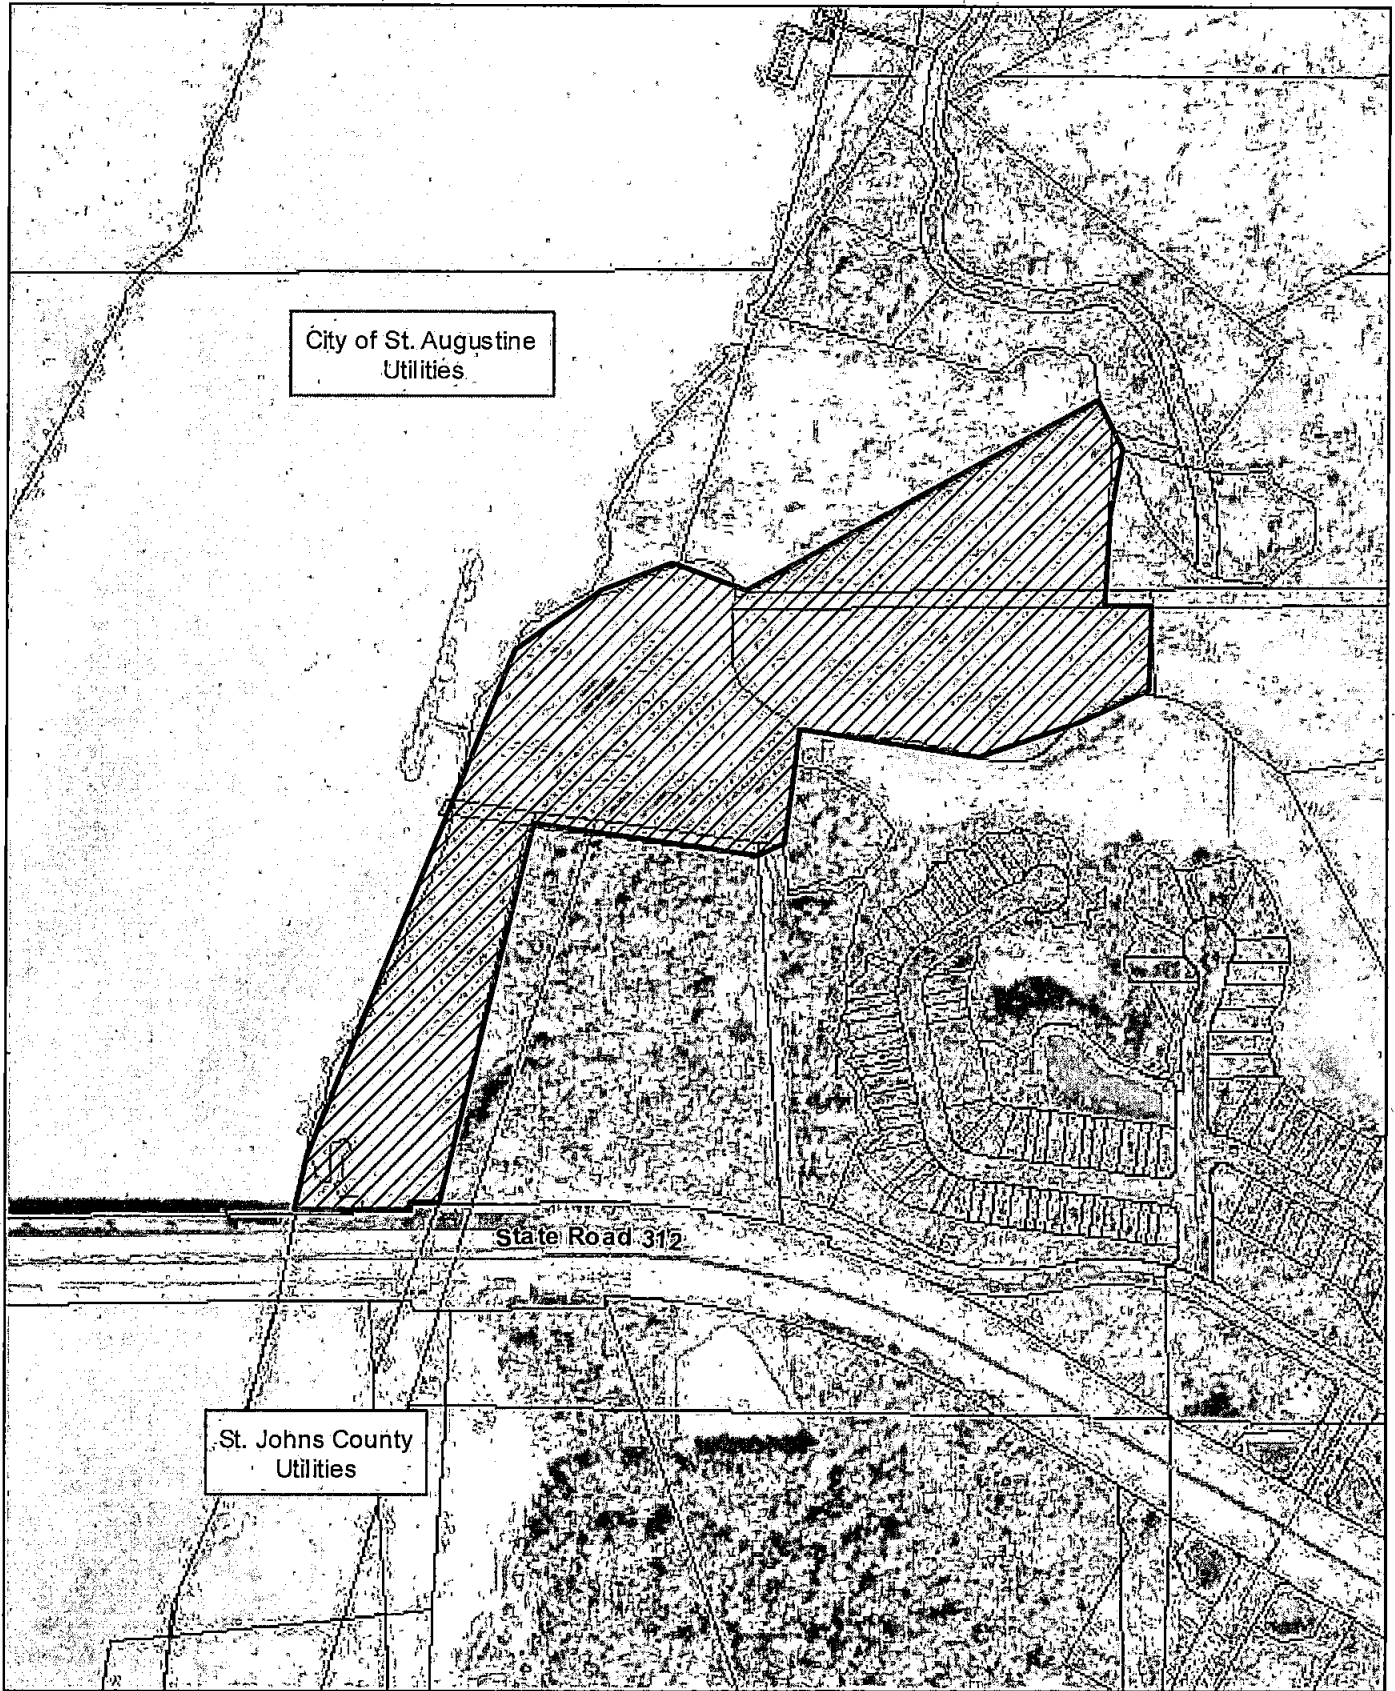 City of St. Augustine
Utilities
State Road 312
St. Johns County
Utilities